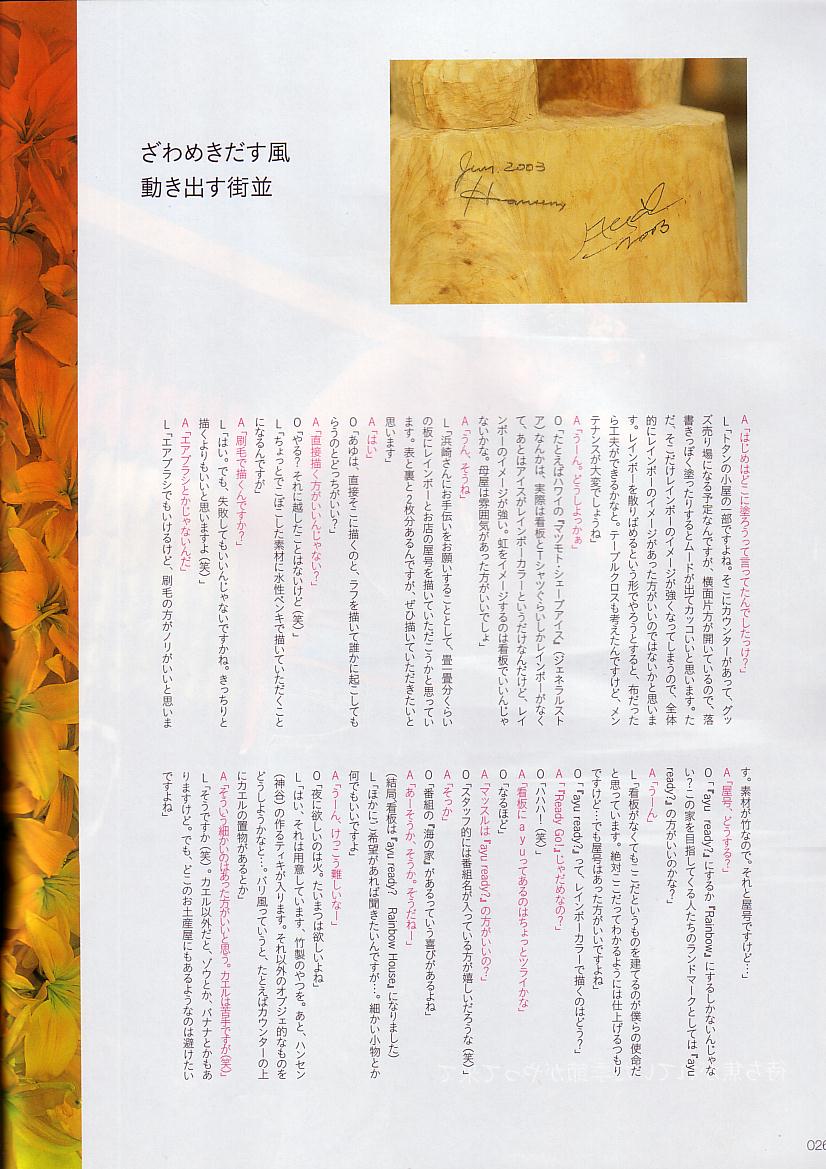 ざわめきだす風
動き出す街並
Jun, 2003
2003
A「はじめはどこに塗ろうって言ってたんでしたっけ？」
L「トタンの小屋の一部ですよね。そこにカウンターがあって、グッ
ズ売り場になる予定なんですが、横面片方が開いているので、落
書きっぽく塗ったりするとムードが出てカッコいいと思います。た
だ、そこだけレインボーのイメージが強くなってしまうので、全体
的にレインボーのイメージがあった方がいいのではないかと思いま
す。レインボーを散りばめるという形でやろうとすると、布だった
ら工夫ができるかなと。テーブルクロスも考えたんですけど、メン
テナンスが大変でしょうね」
A「うーん。どうしよっかぁ」
O「たとえばハワイの『マツモト・シェーブアイス』（ジェネラルスト
ア）なんかは、実際は看板とTシャツぐらいしかレインボーがなく
て、あとはアイスがレインボーカラーというだけなんだけど、レイ
ンボーのイメージが強い。虹をイメージするのは看板でいいんじゃ
ないかな。母屋は雰囲気があった方がいいでしょ」
A「うん、そうね」
L「浜崎さんにお手伝いをお願いすることとして、畳一畳分くらい
の板にレインボーとお店の屋号を描いていただこうかと思ってい
ます。表と裏と2枚分あるんですが、ぜひ描いていただきたいと
思います」
A「はい」
O「あゆは、直接そこに描くのと、ラフを描いて誰かに起こしても
らうのとどっちがいい？」
A「直接描く方がいいんじゃない？」
O「やる？それに越したことはないけど（笑）」
L「ちょっとでこぼこした素材に水性ペンキで描いていただくこと
になるんですが」
A「刷毛で描くんですか？」
L「はい。でも、失敗してもいいんじゃないですかね。きっちりと
描くよりもいいと思いますよ（笑）」
A「エアブラシとかじゃないんだ」
L「エアブラシでもいけるけど、刷毛の方がノリがいいと思いま
す。素材が竹なので。それと屋号ですけど…」
A「屋号、どうする？」
O「『ayu ready?』にするか『Rainbow』にするしかないんじゃな
い？この家を目指してくる人たちのランドマークとしては『ayu
ready?』の方がいいのかな？」
A「うーん」
L「看板がなくてもここだというものを建てるのが僕らの使命だ
と思っています。絶対ここだってわかるようには仕上げるつもり
ですけど…でも屋号はあった方がいいですよね」
O「『ayu ready?』って、レインボーカラーで描くのはどう？」
A「『Ready Go!』じゃだめなの？」
O「ハハハ！（笑）」
A「看板にayuってあるのはちょっとツライかな」
O「なるほど」
A「マッスルは『ayu ready?』の方がいいの？」
O「スタッフ的には番組名が入っている方が嬉しいだろうな（笑）」
A「そっか」
O「番組の『海の家』があるっていう喜びがあるよね」
A「あーそうか、そうか。そうだねー」
（結局、看板は『ayu ready? Rainbow House』になりました）
L「ほかにご希望があれば聞きたいんですが…。細かい小物とか
何でもいいですよ」
A「うーん、けっこう難しいなー」
O「夜に欲しいのは火。たいまつは欲しいよね」
L「はい、それは用意しています、竹製のやつを。あと、ハンセン
（神谷）の作るティキが入ります。それ以外のオブジェ的なものを
どうしようかなと…。バリ風っていうと、たとえばカウンターの上
にカエルの置物があるとか」
A「そういう細かいのはあった方がいいと思う。カエルは苦手ですが（笑）」
L「そうですか（笑）。カエル以外だと、ゾウとか、バナナとかもあ
りますけど。でも、どこのお土産屋にもあるようなのは避けたい
ですよね」
026